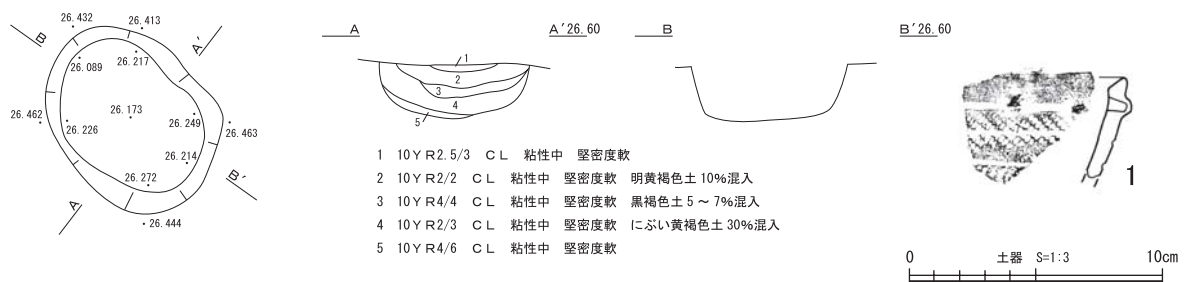 26.432
26.413
B
A'
26.217
26.089
26.173
26.462
26.226
26.249
26.463
26.214
26.272
B'
A
26.444
A A'26.60
1
2
3
4
5
B B'26.60
1 10YR2.5/3 CL 粘性中 堅密度軟
2 10YR2/2 CL 粘性中 堅密度軟 明黄褐色土10%混入
3 10YR4/4 CL 粘性中 堅密度軟 黒褐色土5～7%混入
4 10YR2/3 CL 粘性中 堅密度軟 にぶい黄褐色土30%混入
5 10YR4/6 CL 粘性中 堅密度軟
1
0 土器 S=1:3 10cm